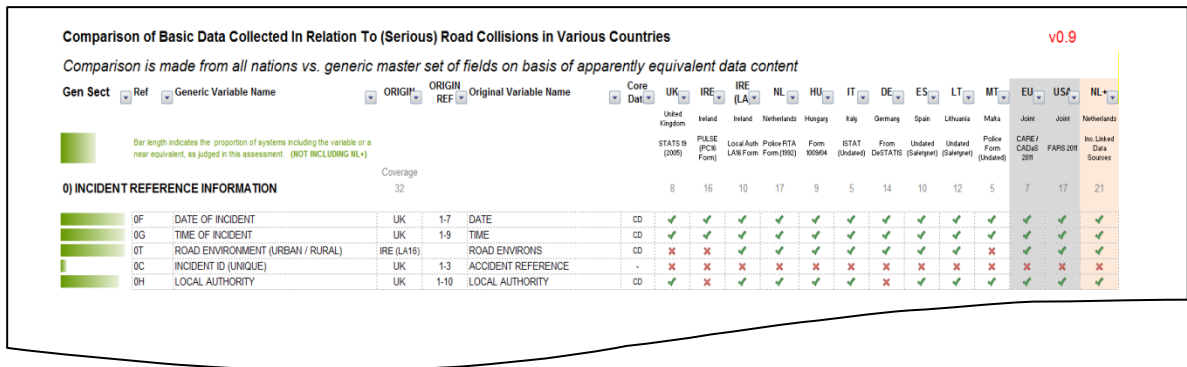 Comparison of Basic Data Collected In Relation To (Serious) Road Collisions in Various Countries v0.9
Comparison is made from all nations vs. generic master set of fields on basis of apparently equivalent data content
Gen Sect Ref Generic Variable Name ORIGIN ORIGIN REF Original Variable Name Core Dat UK IRE IRE (LA NL HU IT DE ES LT MT EU USA NL+
United Kingdom Ireland Ireland Netherlands Hungary Italy Germany Spain Lithuania Malta Joint Joint Netherlands
Bar length indicates the proportion of systems including the variable or a near equivalent, as judged in this assessment. (NOT INCLUDING NL+)
STATS 19 (2005) PULSE (PC16 Form) Local Auth LA16 Form Police RTA Form (1992) Form 1009/04 ISTAT (Undated) From DeSTATIS Undated (Safetynet) Undated (Safetynet) Police Form (Undated) CARE / CADaS 2011 FARS 2011 Inc. Linked Data Sources
Coverage
0) INCIDENT REFERENCE INFORMATION 32 8 16 10 17 9 5 14 10 12 5 7 17 21
0F DATE OF INCIDENT UK 1-7 DATE CD ✔ ✔ ✔ ✔ ✔ ✔ ✔ ✔ ✔ ✔ ✔ ✔ ✔
0G TIME OF INCIDENT UK 1-9 TIME CD ✔ ✔ ✔ ✔ ✔ ✔ ✔ ✔ ✔ ✔ ✔ ✔ ✔
0T ROAD ENVIRONMENT (URBAN / RURAL) IRE (LA16) ROAD ENVIRONS CD ✖ ✖ ✔ ✔ ✔ ✔ ✔ ✔ ✔ ✖ ✔ ✔ ✔
0C INCIDENT ID (UNIQUE) UK 1-3 ACCIDENT REFERENCE - ✖ ✖ ✖ ✖ ✖ ✖ ✖ ✖ ✖ ✖ ✖ ✖ ✖
0H LOCAL AUTHORITY UK 1-10 LOCAL AUTHORITY CD ✔ ✖ ✔ ✔ ✔ ✔ ✖ ✔ ✔ ✔ ✔ ✔ ✔